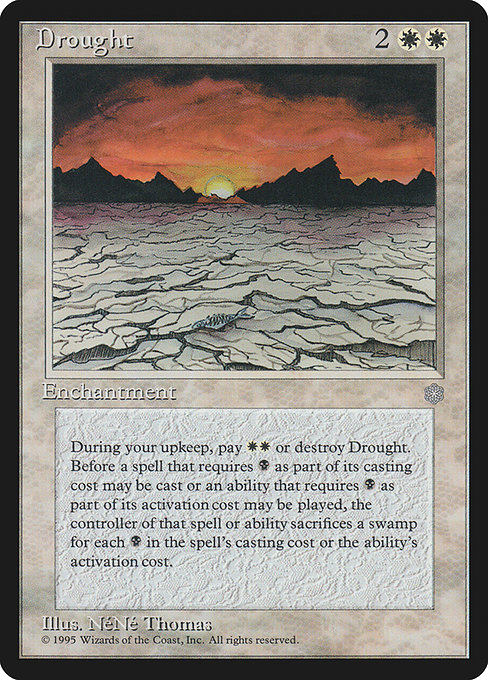 Drought 2
Enchantment
During your upkeep, pay or destroy Drought.
Before a spell that requires as part of its casting
cost may be cast or an ability that requires as
part of its activation cost may be played, the
controller of that spell or ability sacrifices a swamp
for each in the spell's casting cost or the ability's
activation cost.
Illus. NéNé Thomas
© 1995 Wizards of the Coast, Inc. All rights reserved.